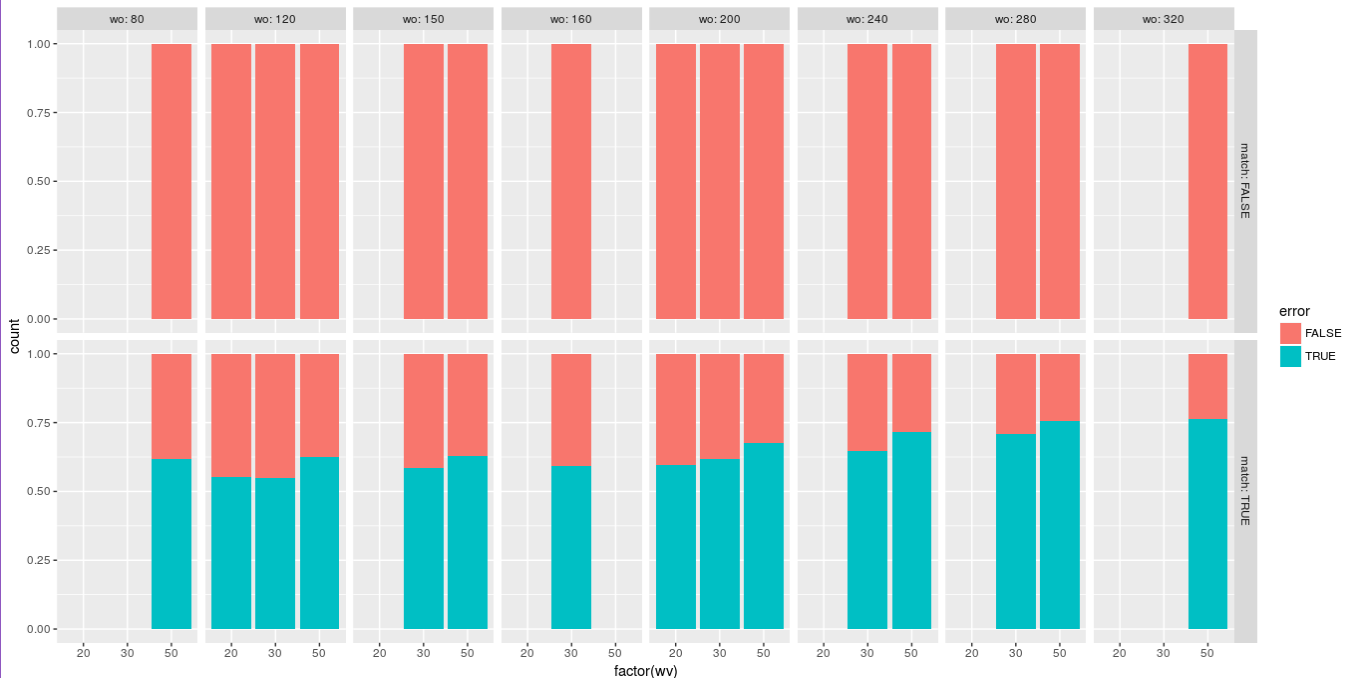 wo: 80 wo: 120 wo: 150 wo: 160 wo: 200 wo: 240 wo: 280 wo: 320
1.00
0.75
0.50
0.25
0.00
match: FALSE
1.00
0.75
0.50
0.25
0.00
match: TRUE
count
20 30 50 20 30 50 20 30 50 20 30 50 20 30 50 20 30 50 20 30 50 20 30 50
factor(wv)
error
FALSE
TRUE